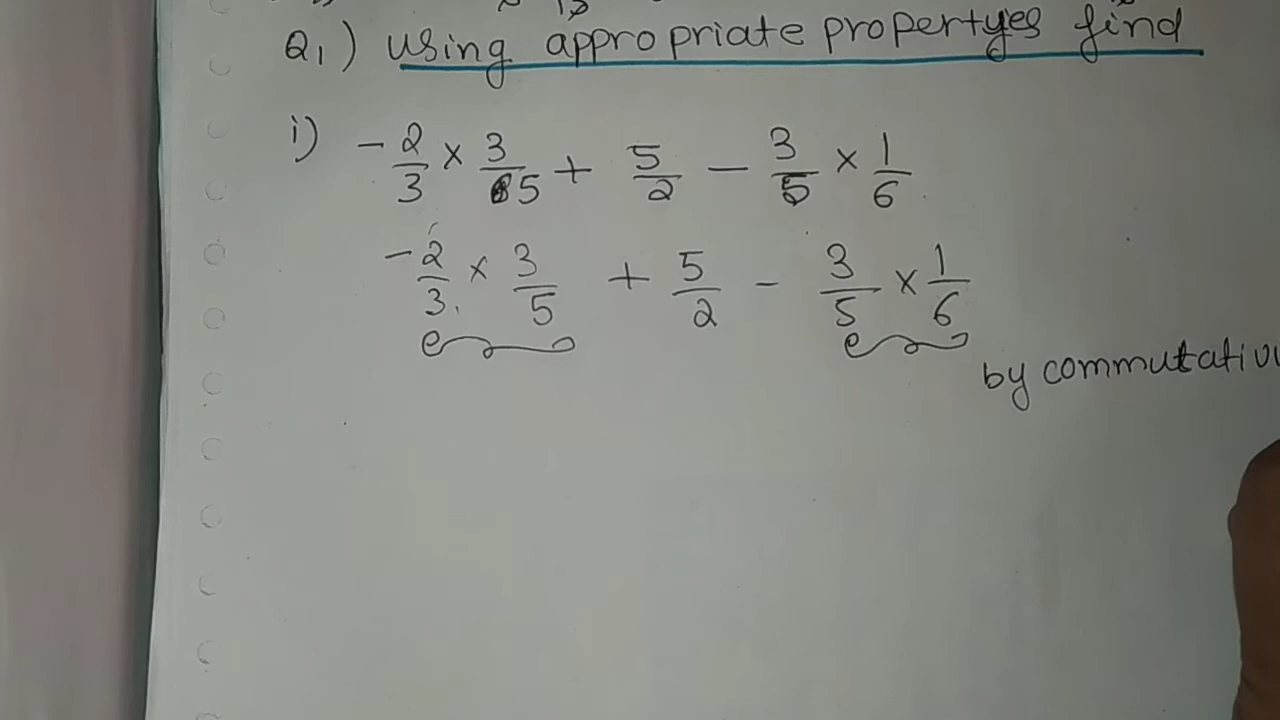 Q1) using appropriate propertyes find
i) -2/3 × 3/5 + 5/2 - 3/5 × 1/6
-2/3 × 3/5 + 5/2 - 3/5 × 1/6
by commutativ